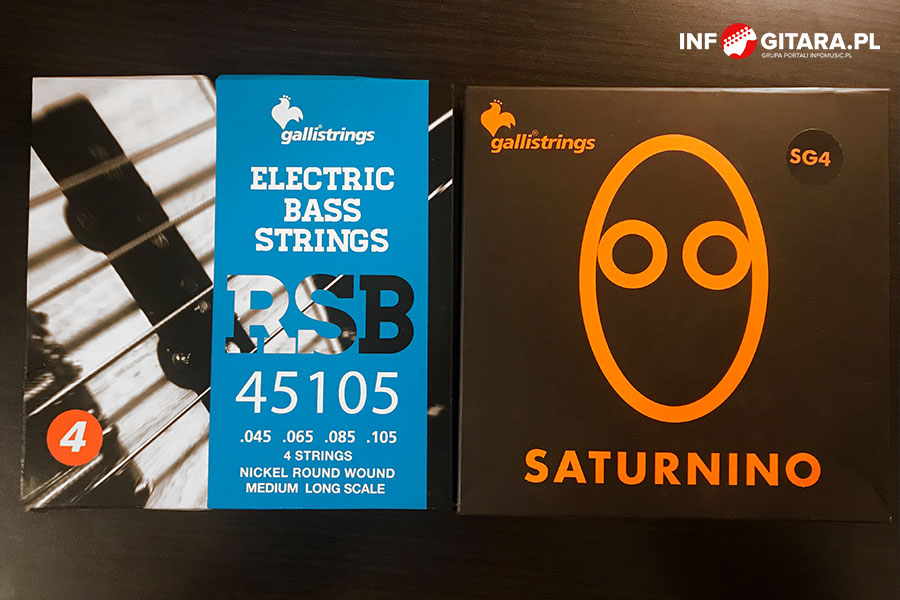 INFOGITARA.PL
GRUPA PORTALI INFOMUSIC.PL
gallistrings
ELECTRIC
BASS
STRINGS
RSB
45105
.045 .065 .085 .105
4 STRINGS
NICKEL ROUND WOUND
MEDIUM LONG SCALE
4
gallistrings®
SG4
SATURNINO